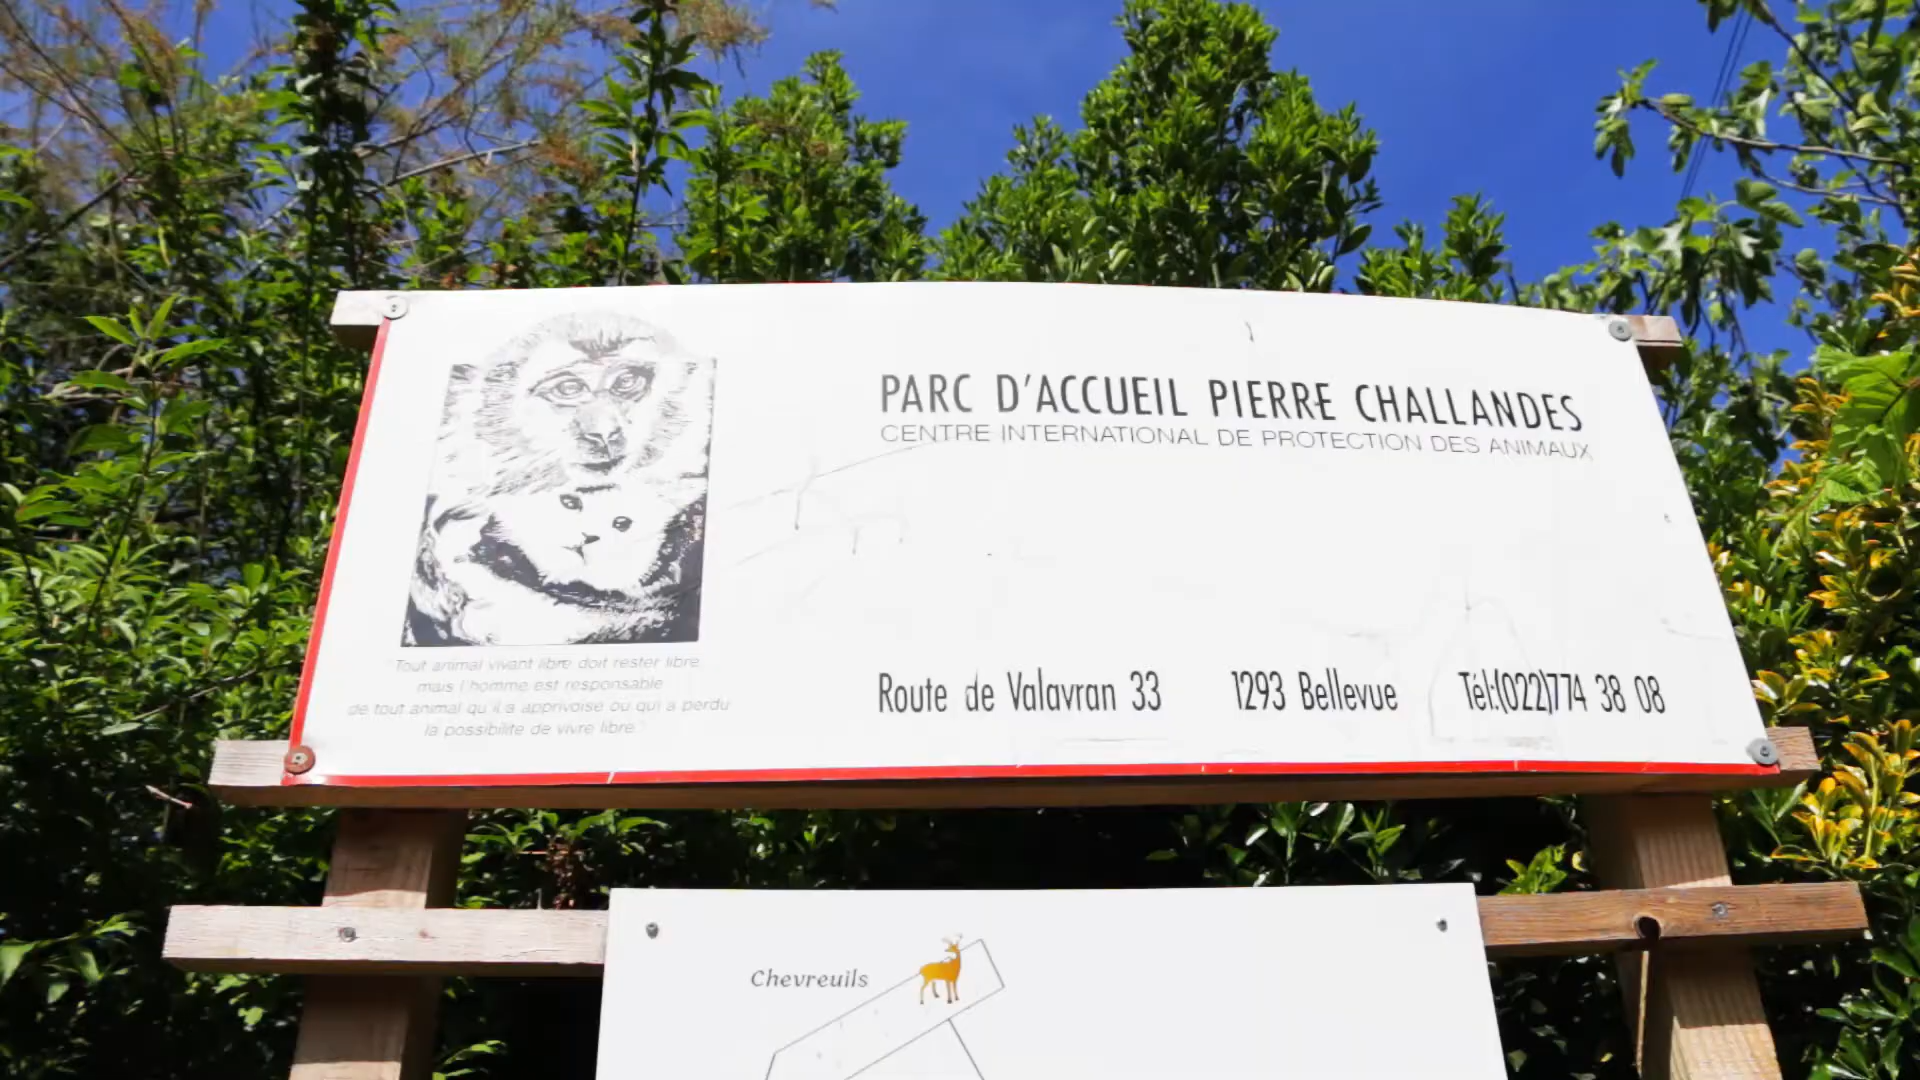 PARC D'ACCUEIL PIERRE CHALLANDES
CENTRE INTERNATIONAL DE PROTECTION DES ANIMAUX
"Tout animal vivant libre doit rester libre
mais l'homme est responsable
de tout animal qu'il a apprivoisé ou qui a perdu
la possibilité de vivre libre."
Route de Valavran 33 1293 Bellevue Tél:(022)774 38 08
Chevreuils